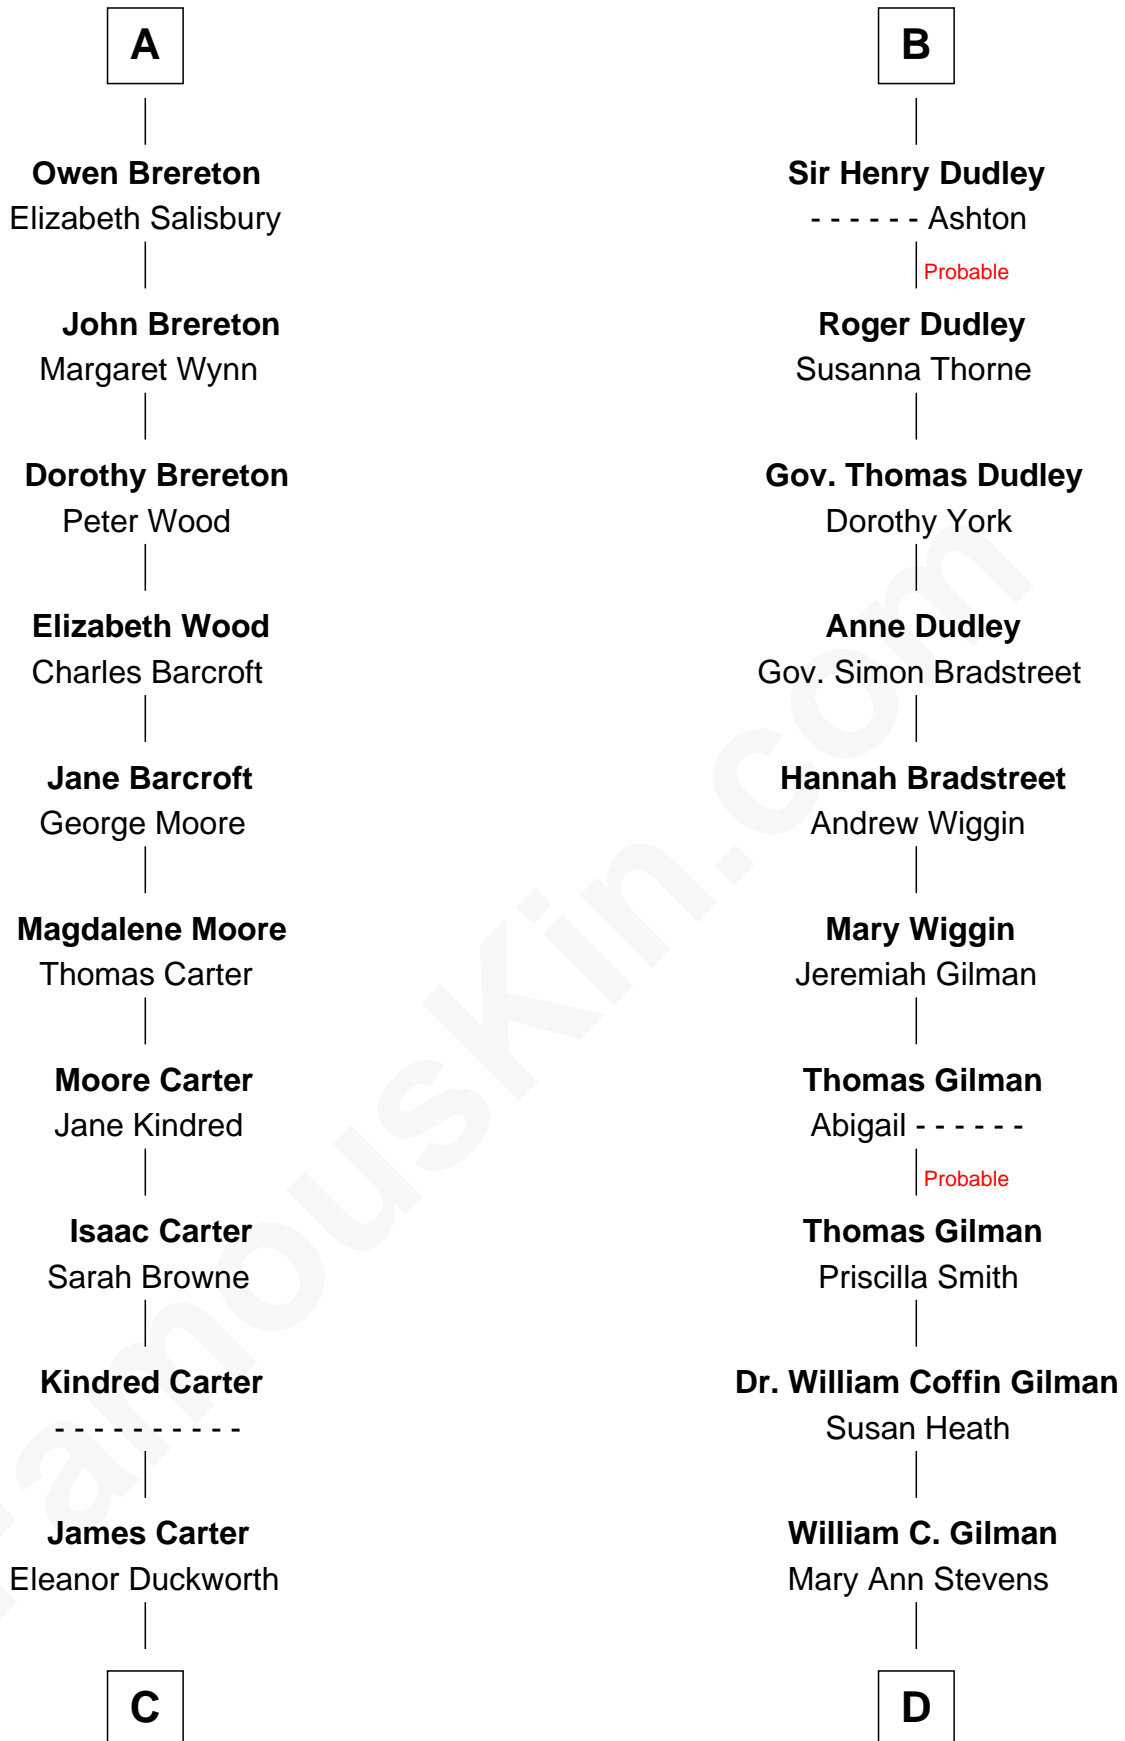 A
Owen Brereton
Elizabeth Salisbury
John Brereton
Margaret Wynn
Dorothy Brereton
Peter Wood
Elizabeth Wood
Charles Barcroft
Jane Barcroft
George Moore
Magdalene Moore
Thomas Carter
Moore Carter
Jane Kindred
Isaac Carter
Sarah Browne
Kindred Carter
- - - - - - - - - -
James Carter
Eleanor Duckworth
C
B
Sir Henry Dudley
- - - - - - Ashton
Probable
Roger Dudley
Susanna Thorne
Gov. Thomas Dudley
Dorothy York
Anne Dudley
Gov. Simon Bradstreet
Hannah Bradstreet
Andrew Wiggin
Mary Wiggin
Jeremiah Gilman
Thomas Gilman
Abigail - - - - - -
Probable
Thomas Gilman
Priscilla Smith
Dr. William Coffin Gilman
Susan Heath
William C. Gilman
Mary Ann Stevens
D
FamousKin.com